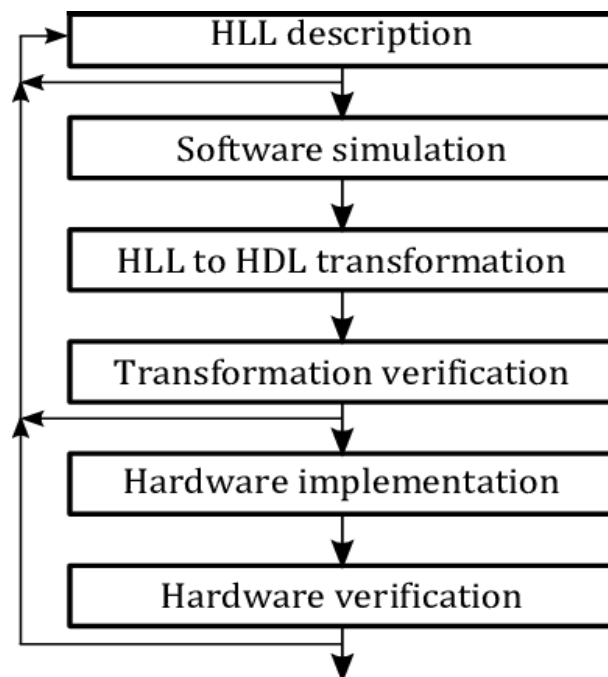 HLL description
Software simulation
HLL to HDL transformation
Transformation verification
Hardware implementation
Hardware verification